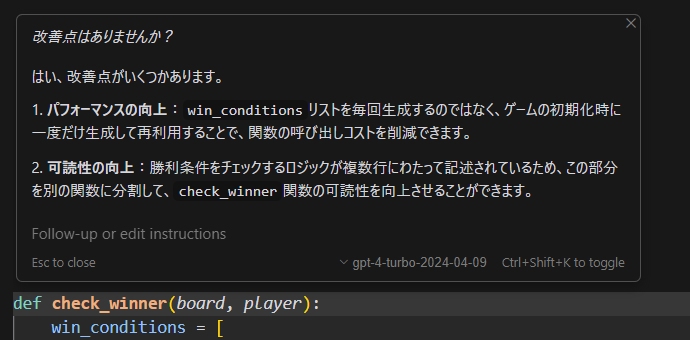 改善点はありませんか？
はい、改善点がいくつかあります。
1. パフォーマンスの向上： win_conditions リストを毎回生成するのではなく、ゲームの初期化時に
一度だけ生成して再利用することで、関数の呼び出しコストを削減できます。
2. 可読性の向上：勝利条件をチェックするロジックが複数行にわたって記述されているため、この部分
を別の関数に分割して、check_winner 関数の可読性を向上させることができます。
Follow-up or edit instructions
Esc to close
gpt-4-turbo-2024-04-09 Ctrl+Shift+K to toggle
def check_winner(board, player):
win_conditions = [